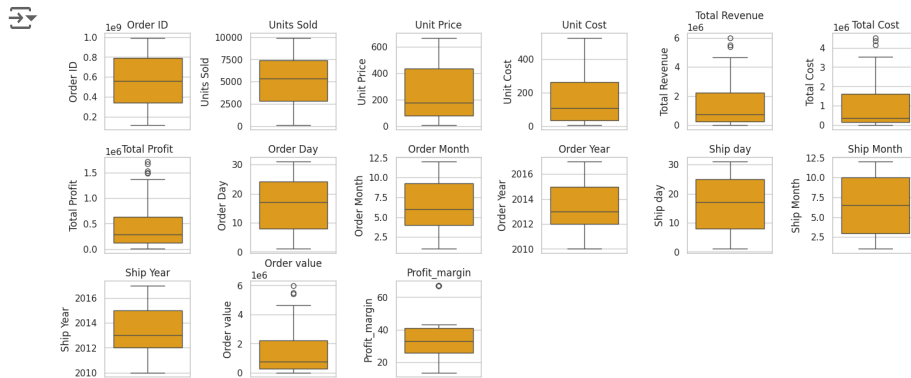 Order ID
1e9
1.0
0.8
0.6
0.4
0.2
Order ID
Units Sold
10000
7500
5000
2500
0
Units Sold
Unit Price
600
400
200
0
Unit Price
Unit Cost
400
200
0
Unit Cost
Total Revenue
1e6
6
4
2
0
Total Revenue
Total Cost
1e6
4
3
2
1
0
Total Cost
Total Profit
1e6
1.5
1.0
0.5
0.0
Total Profit
Order Day
30
20
10
0
Order Day
Order Month
12.5
10.0
7.5
5.0
2.5
Order Month
Order Year
2016
2014
2012
2010
Order Year
Ship day
30
20
10
0
Ship day
Ship Month
12.5
10.0
7.5
5.0
2.5
Ship Month
Ship Year
2016
2014
2012
2010
Ship Year
Order value
1e6
6
4
2
0
Order value
Profit_margin
60
40
20
Profit_margin